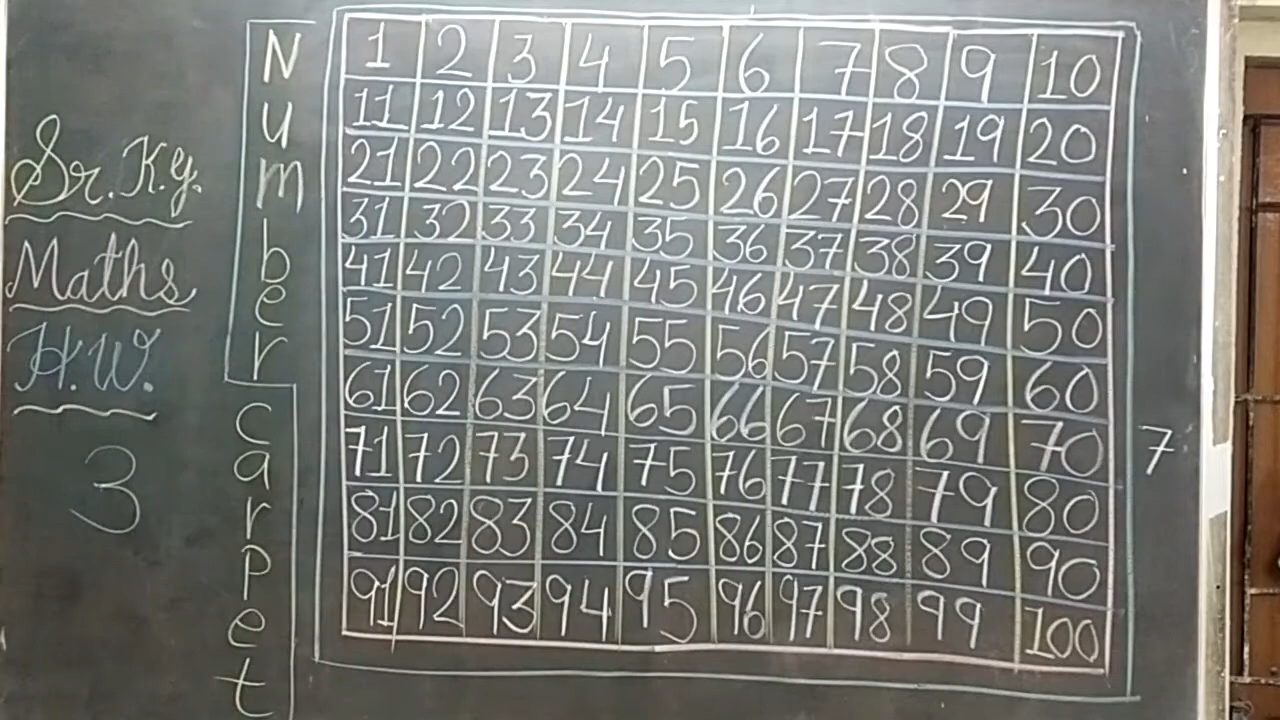 Sr. K.g.
Maths
H.W.
3
Number
carpet
1 2 3 4 5 6 7 8 9 10
11 12 13 14 15 16 17 18 19 20
21 22 23 24 25 26 27 28 29 30
31 32 33 34 35 36 37 38 39 40
41 42 43 44 45 46 47 48 49 50
51 52 53 54 55 56 57 58 59 60
61 62 63 64 65 66 67 68 69 70
71 72 73 74 75 76 77 78 79 80
81 82 83 84 85 86 87 88 89 90
91 92 93 94 95 96 97 98 99 100
7